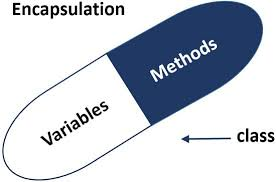 Encapsulation
Methods
Variables
class